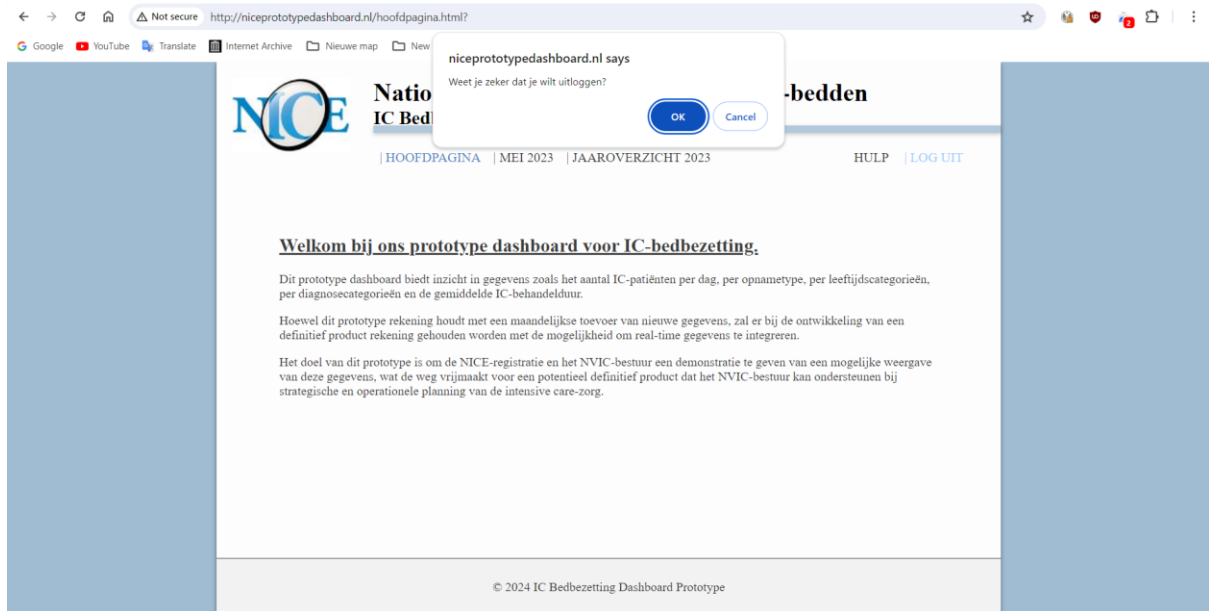 Not secure http://niceprototypedashboard.nl/hoofdpagina.html?
2
Google YouTube Translate Internet Archive Nieuwe map New
niceprototypedashboard.nl says
Weet je zeker dat je wilt uitloggen?
OK Cancel
NICE
Natio -bedden
IC Bed
| HOOFDPAGINA | MEI 2023 | JAAROVERZICHT 2023 HULP | LOG UIT
Welkom bij ons prototype dashboard voor IC-bedbezetting.
Dit prototype dashboard biedt inzicht in gegevens zoals het aantal IC-patiënten per dag, per opnametype, per leeftijdscategorieën,
per diagnosecategorieën en de gemiddelde IC-behandelduur.
Hoewel dit prototype rekening houdt met een maandelijkse toevoer van nieuwe gegevens, zal er bij de ontwikkeling van een
definitief product rekening gehouden worden met de mogelijkheid om real-time gegevens te integreren.
Het doel van dit prototype is om de NICE-registratie en het NVIC-bestuur een demonstratie te geven van een mogelijke weergave
van deze gegevens, wat de weg vrijmaakt voor een potentieel definitief product dat het NVIC-bestuur kan ondersteunen bij
strategische en operationele planning van de intensive care-zorg.
© 2024 IC Bedbezetting Dashboard Prototype